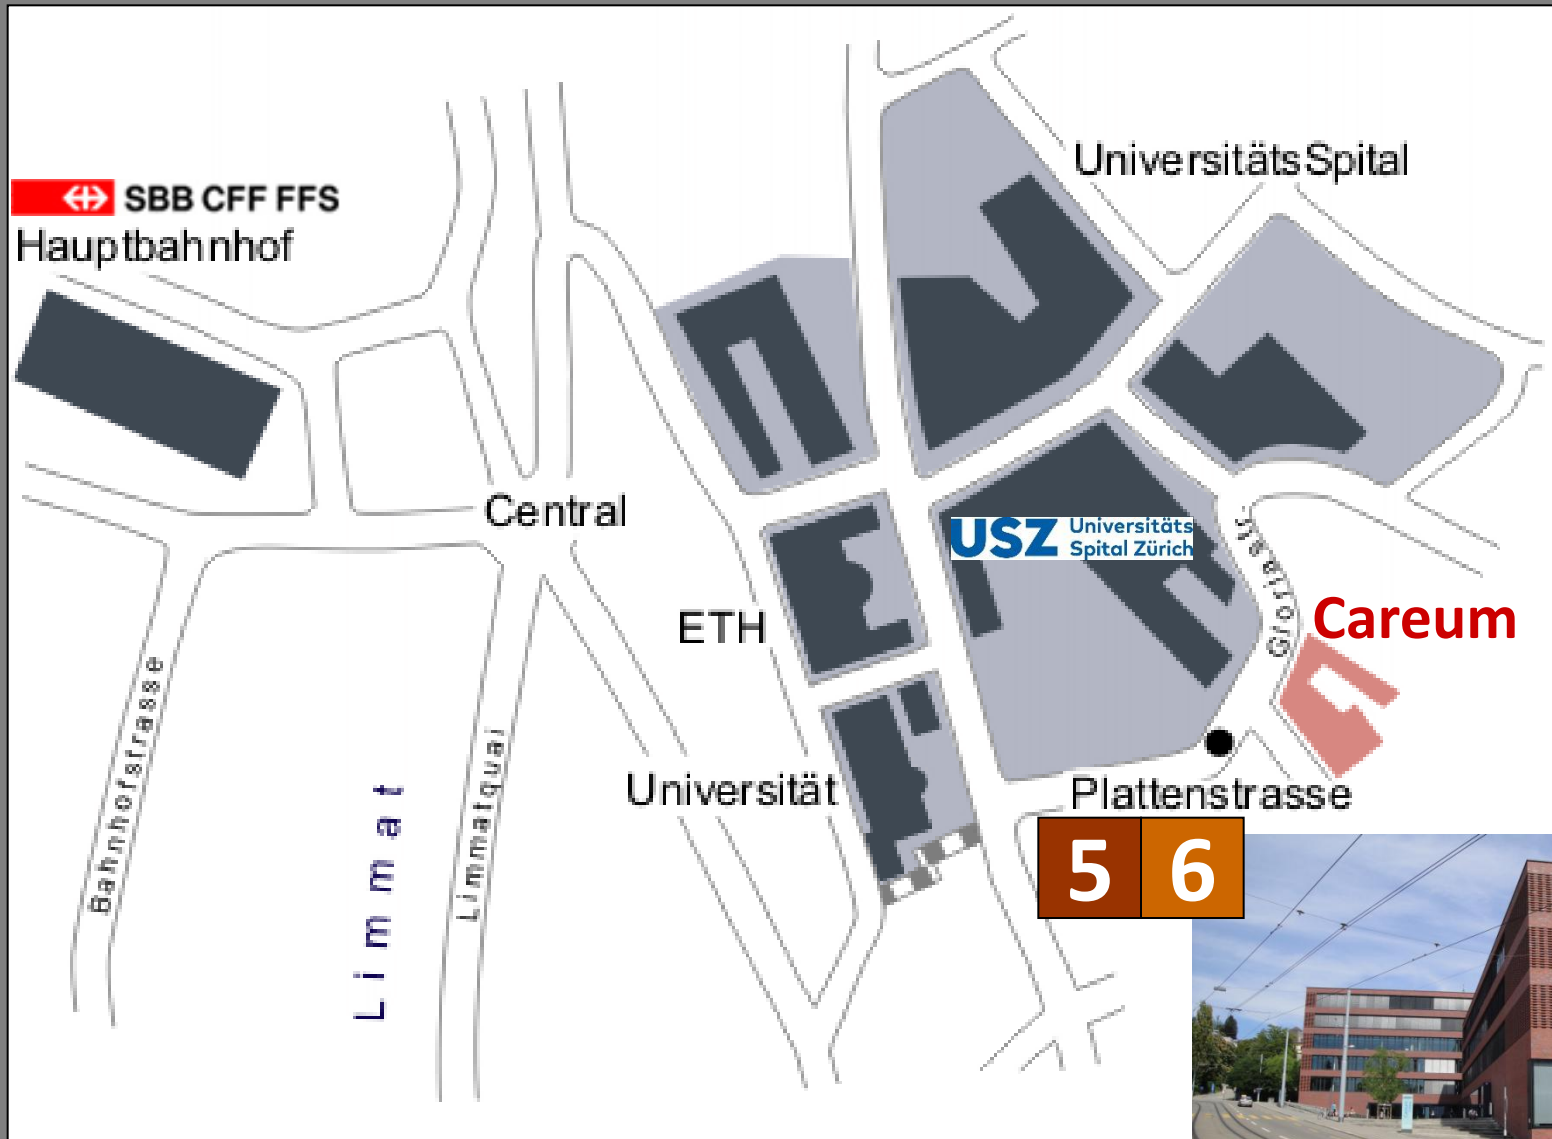 UniversitätsSpital
SBB CFF FFS
Hauptbahnhof
Central
USZ Universitäts
Spital Zürich
Gloriastr.
Careum
ETH
Bahnhofstrasse
Limmatquai
Limmat
Universität
Plattenstrasse
5 6